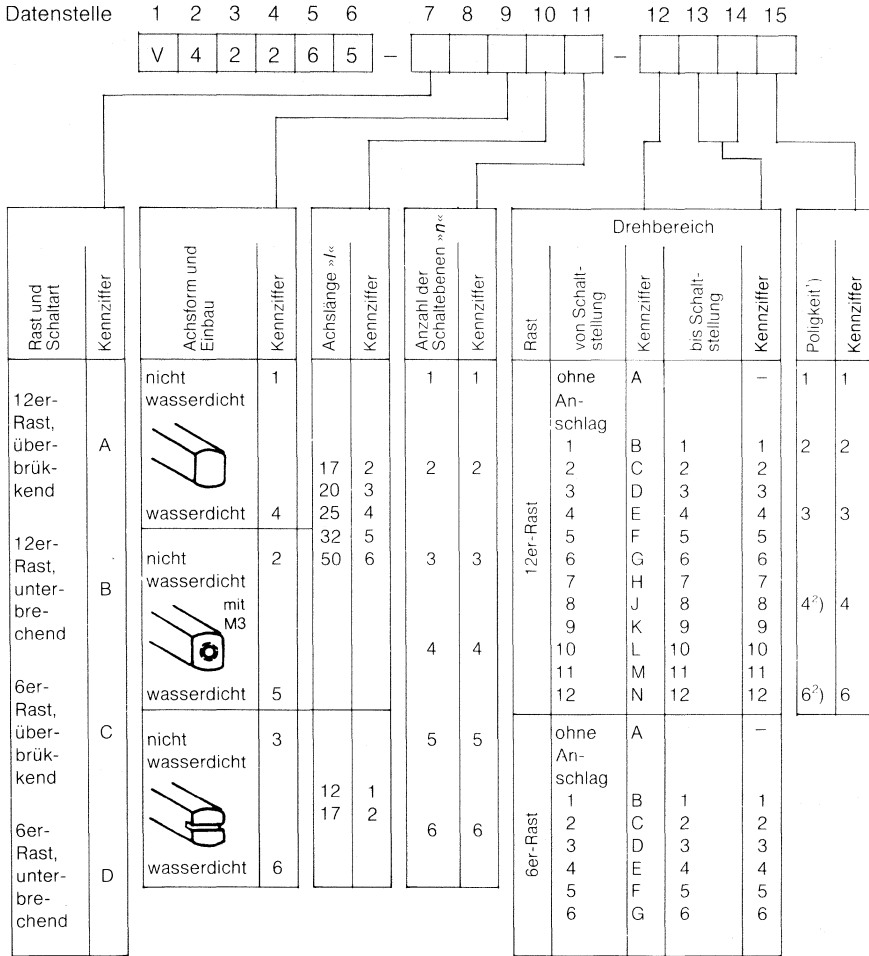 Datenstelle 1 2 3 4 5 6 7 8 9 10 11 12 13 14 15
V 4 2 2 6 5 – –
Rast und
Schaltart
Kennziffer
12er-
Rast,
über-
brük-
kend
A
12er-
Rast,
unter-
bre-
chend
B
6er-
Rast,
über-
brük-
kend
C
6er-
Rast,
unter-
bre-
chend
D
Achsform und
Einbau
Kennziffer
nicht 1
wasserdicht
wasserdicht 4
nicht 2
wasserdicht
mit
M3
wasserdicht 5
nicht 3
wasserdicht
wasserdicht 6
Achslänge »l«
Kennziffer
17 2
20 3
25 4
32 5
50 6
12 1
17 2
Anzahl der
Schaltebenen »n«
Kennziffer
1 1
2 2
3 3
4 4
5 5
6 6
Drehbereich
Rast
von Schalt-
stellung
Kennziffer
bis Schalt-
stellung
Kennziffer
12er-Rast
ohne A –
An-
schlag
1 B 1 1
2 C 2 2
3 D 3 3
4 E 4 4
5 F 5 5
6 G 6 6
7 H 7 7
8 J 8 8
9 K 9 9
10 L 10 10
11 M 11 11
12 N 12 12
6er-Rast
ohne A –
An-
schlag
1 B 1 1
2 C 2 2
3 D 3 3
4 E 4 4
5 F 5 5
6 G 6 6
Poligkeit¹)
Kennziffer
1 1
2 2
3 3
4²) 4
6²) 6